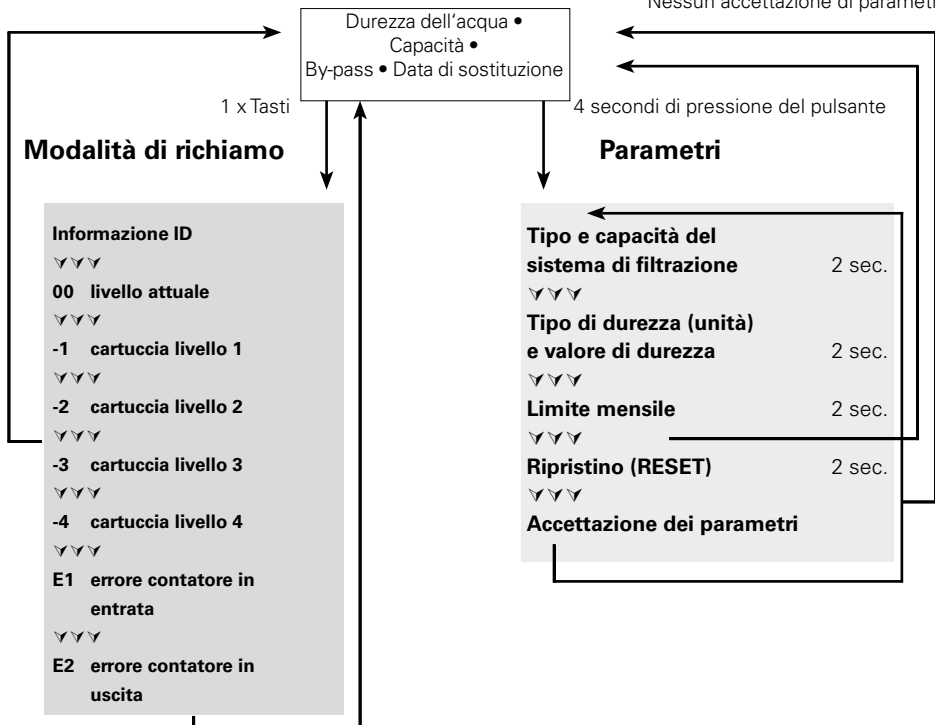 Nessun accettazione di parametri
Durezza dell'acqua •
Capacità •
By-pass • Data di sostituzione
1 x Tasti
4 secondi di pressione del pulsante
Modalità di richiamo
Parametri
Informazione ID
00 livello attuale
-1 cartuccia livello 1
-2 cartuccia livello 2
-3 cartuccia livello 3
-4 cartuccia livello 4
E1 errore contatore in
entrata
E2 errore contatore in
uscita
Tipo e capacità del
sistema di filtrazione 2 sec.
Tipo di durezza (unità)
e valore di durezza 2 sec.
Limite mensile 2 sec.
Ripristino (RESET) 2 sec.
Accettazione dei parametri